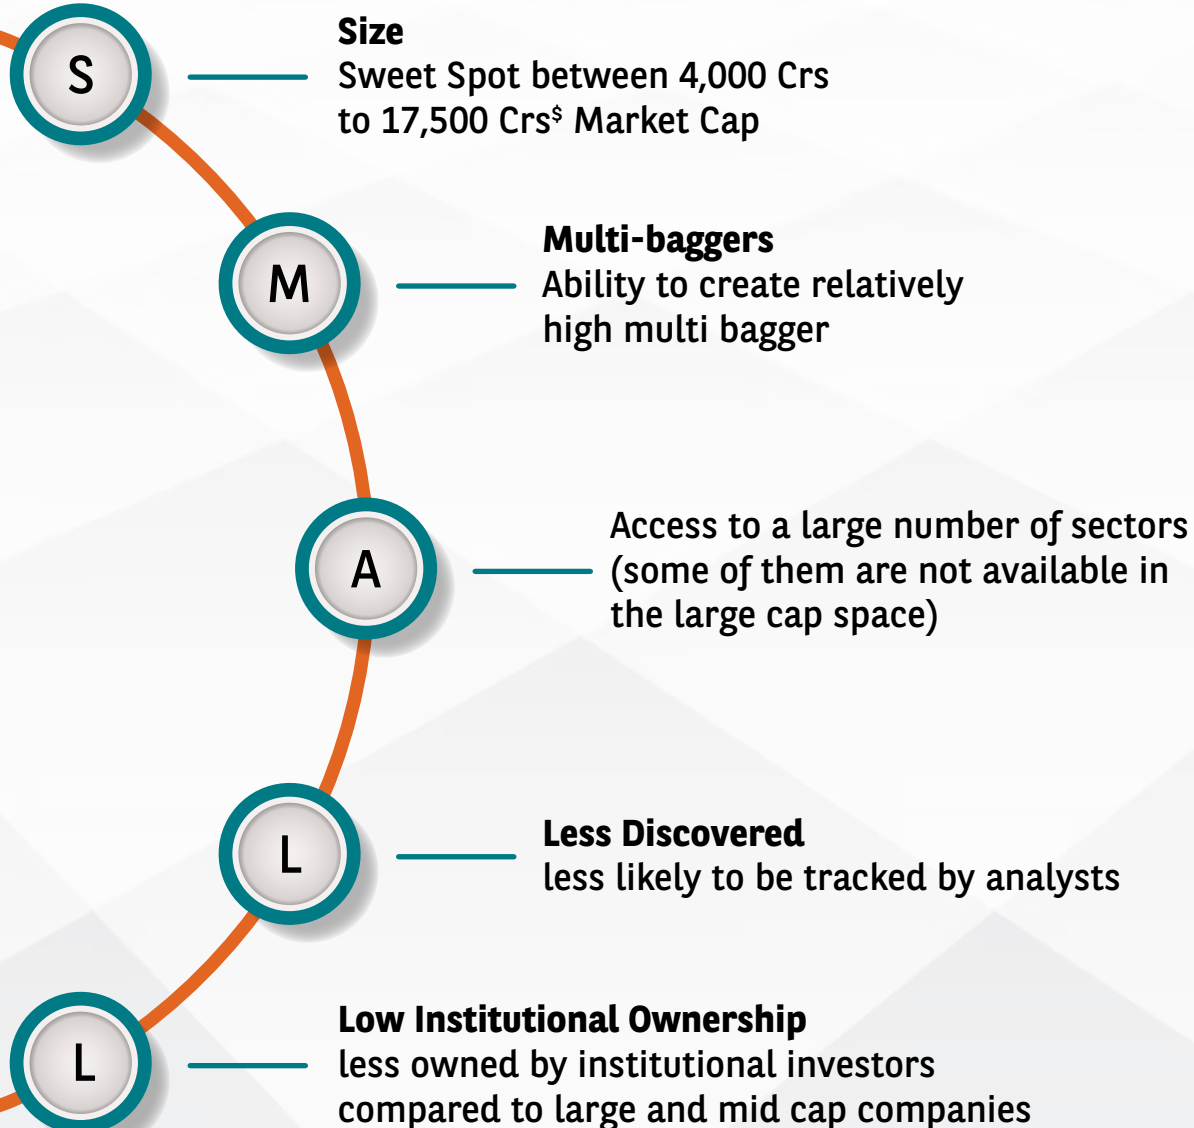 S
Size
Sweet Spot between 4,000 Crs
to 17,500 Crs$ Market Cap
M
Multi-baggers
Ability to create relatively
high multi bagger
A
Access to a large number of sectors
(some of them are not available in
the large cap space)
L
Less Discovered
less likely to be tracked by analysts
L
Low Institutional Ownership
less owned by institutional investors
compared to large and mid cap companies